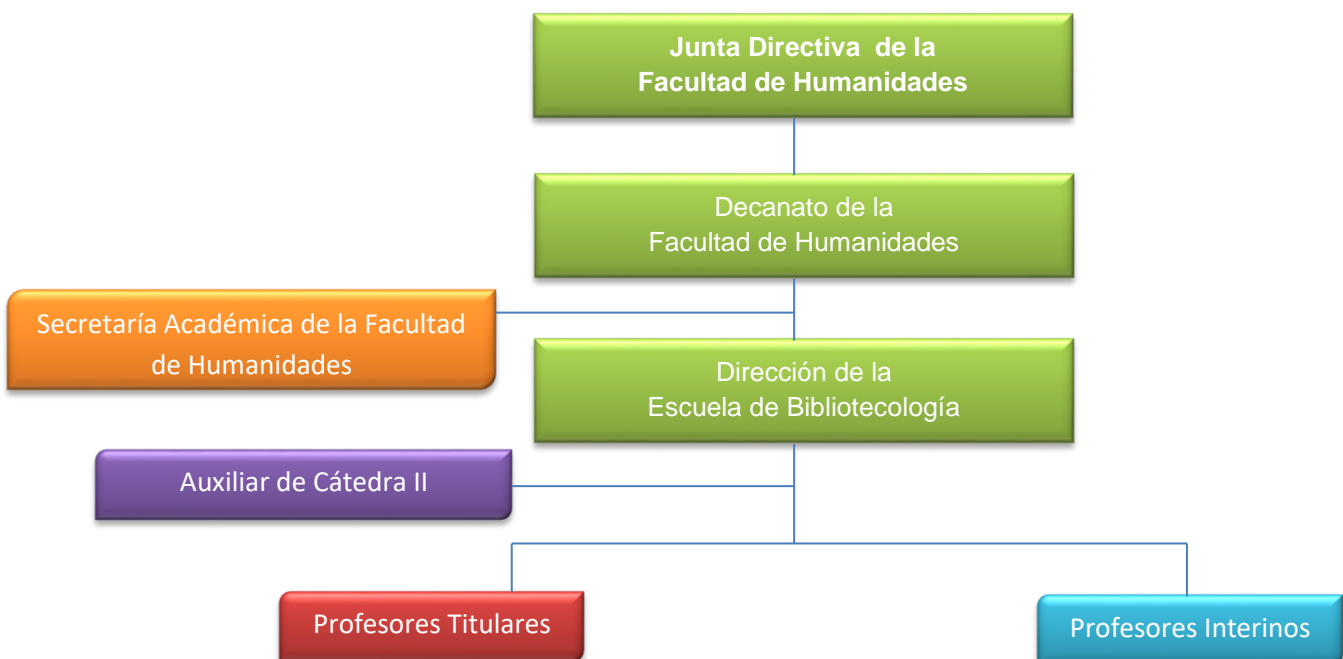 Junta Directiva de la
Facultad de Humanidades
Decanato de la
Facultad de Humanidades
Secretaría Académica de la Facultad
de Humanidades
Dirección de la
Escuela de Bibliotecología
Auxiliar de Cátedra II
Profesores Titulares
Profesores Interinos